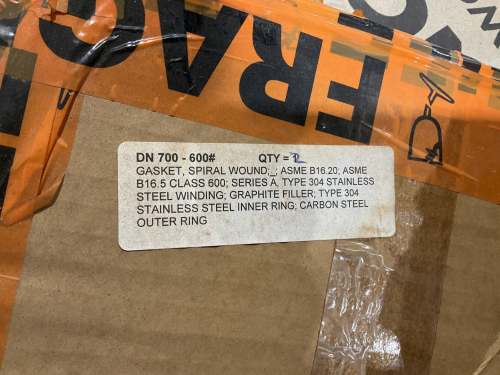 FRAG
DN 700 - 600# QTY = 2
GASKET, SPIRAL WOUND;_; ASME B16.20; ASME
B16.5 CLASS 600; SERIES A, TYPE 304 STAINLESS
STEEL WINDING; GRAPHITE FILLER; TYPE 304
STAINLESS STEEL INNER RING; CARBON STEEL
OUTER RING